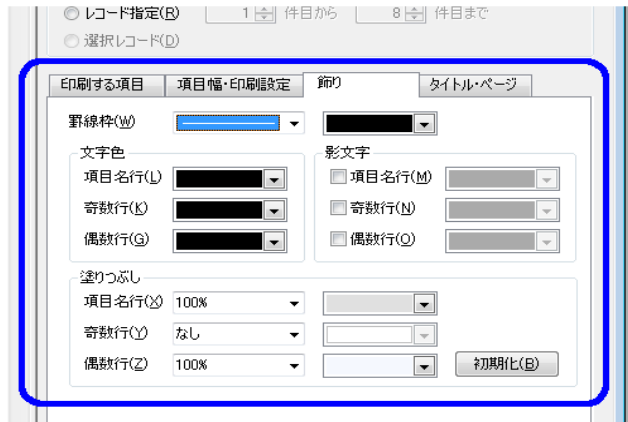 レコード指定(R) 1 件目から 8 件目まで
選択レコード(D)
印刷する項目 項目幅・印刷設定 飾り タイトル・ページ
罫線枠(W)
文字色 影文字
項目名行(L) 項目名行(M)
奇数行(K) 奇数行(N)
偶数行(G) 偶数行(O)
塗りつぶし
項目名行(X) 100%
奇数行(Y) なし
偶数行(Z) 100% 初期化(B)